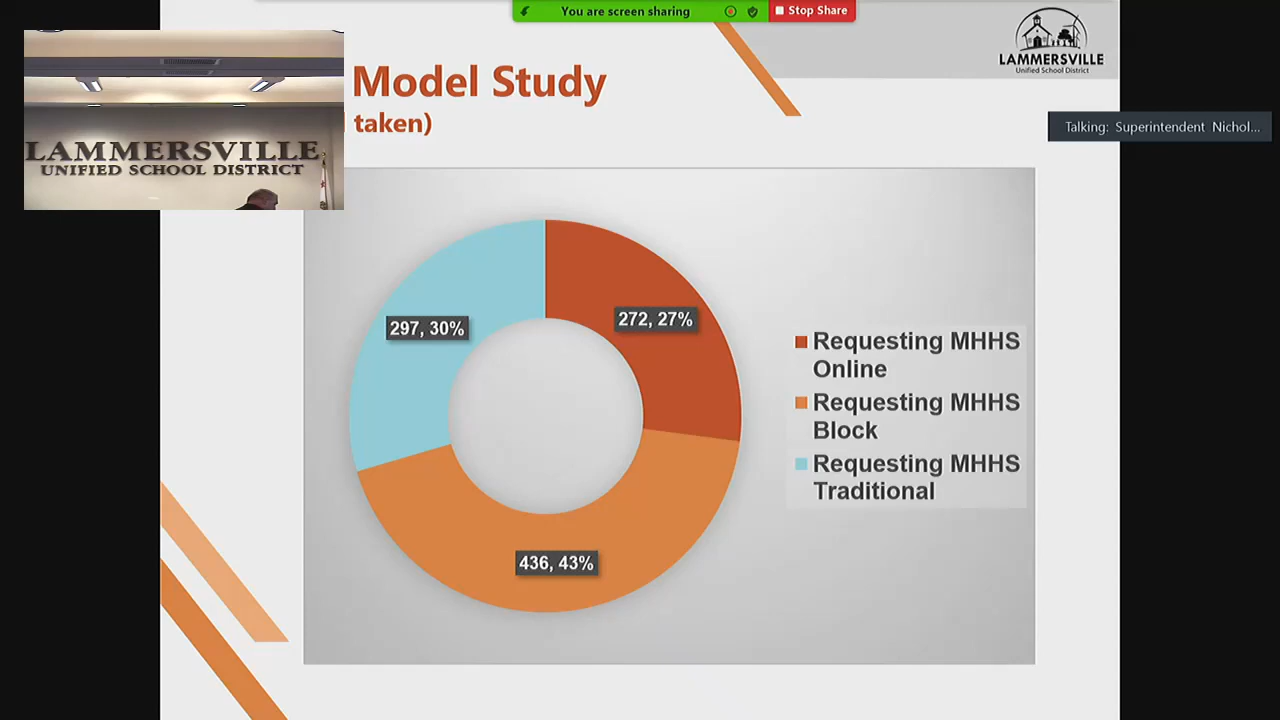 You are screen sharing
Stop Share
LAMMERSVILLE
Unified School District
Model Study
taken)
Talking: Superintendent Nichol...
LAMMERSVILLE
UNIFIED SCHOOL DISTRICT
297, 30%
272, 27%
436, 43%
Requesting MHHS
Online
Requesting MHHS
Block
Requesting MHHS
Traditional